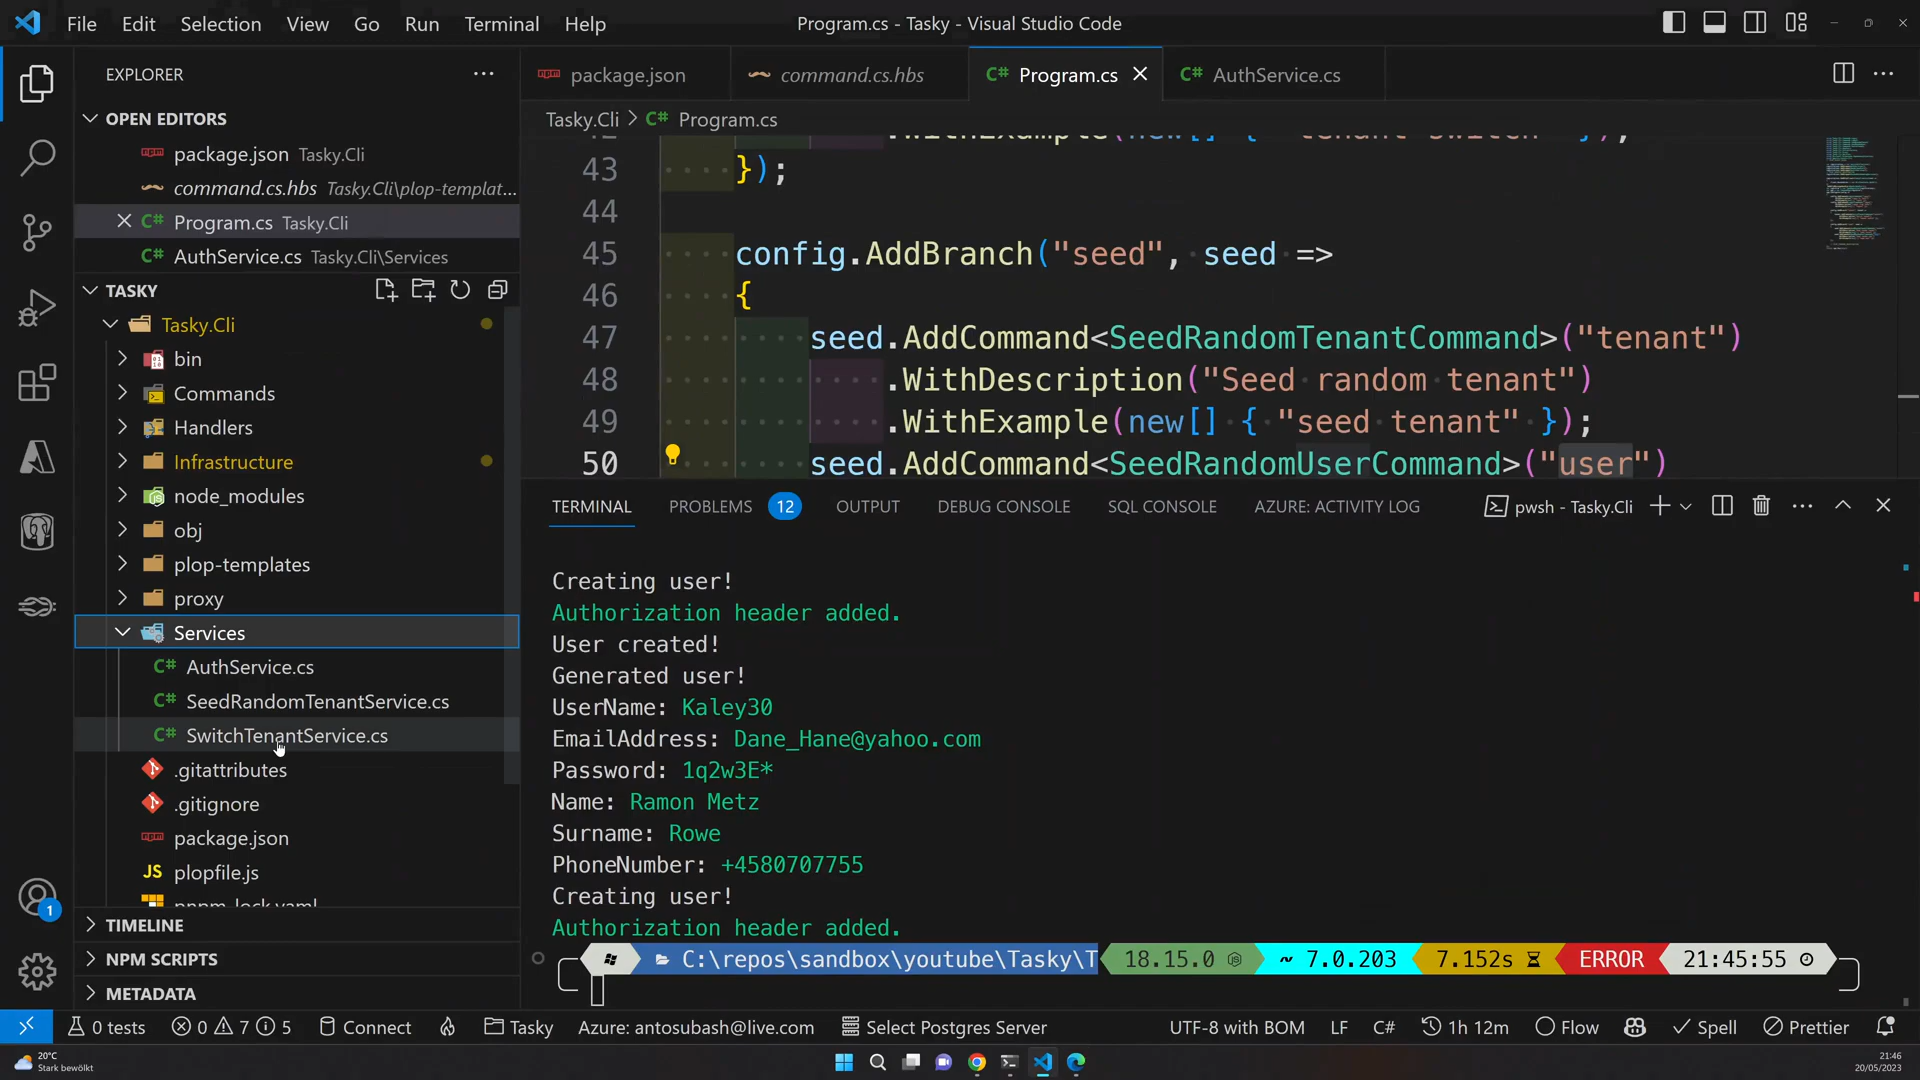 File Edit Selection View Go Run Terminal Help
Program.cs - Tasky - Visual Studio Code
EXPLORER
OPEN EDITORS
package.json Tasky.Cli
command.cs.hbs Tasky.Cli\plop-templat...
Program.cs Tasky.Cli
AuthService.cs Tasky.Cli\Services
TASKY
Tasky.Cli
bin
Commands
Handlers
Infrastructure
node_modules
obj
plop-templates
proxy
Services
AuthService.cs
SeedRandomTenantService.cs
SwitchTenantService.cs
.gitattributes
.gitignore
package.json
JS plopfile.js
pnpm-lock.yaml
TIMELINE
NPM SCRIPTS
METADATA
package.json command.cs.hbs C# Program.cs C# AuthService.cs
Tasky.Cli > C# Program.cs
42 .WithExample(new[] { "tenant switch" });
43 });
44
45 config.AddBranch("seed", seed =>
46 {
47 seed.AddCommand<SeedRandomTenantCommand>("tenant")
48 .WithDescription("Seed random tenant")
49 .WithExample(new[] { "seed tenant" });
50 seed.AddCommand<SeedRandomUserCommand>("user")
TERMINAL PROBLEMS 12 OUTPUT DEBUG CONSOLE SQL CONSOLE AZURE: ACTIVITY LOG
pwsh - Tasky.Cli
Creating user!
Authorization header added.
User created!
Generated user!
UserName: Kaley30
EmailAddress: Dane_Hane@yahoo.com
Password: 1q2w3E*
Name: Ramon Metz
Surname: Rowe
PhoneNumber: +4580707755
Creating user!
Authorization header added.
C:\repos\sandbox\youtube\Tasky\T 18.15.0 ~ 7.0.203 7.152s ERROR 21:45:55
1
0 tests 0 7 5 Connect Tasky Azure: antosubash@live.com Select Postgres Server UTF-8 with BOM LF C# 1h 12m Flow Spell Prettier
20°C
Stark bewölkt
21:46
20/05/2023